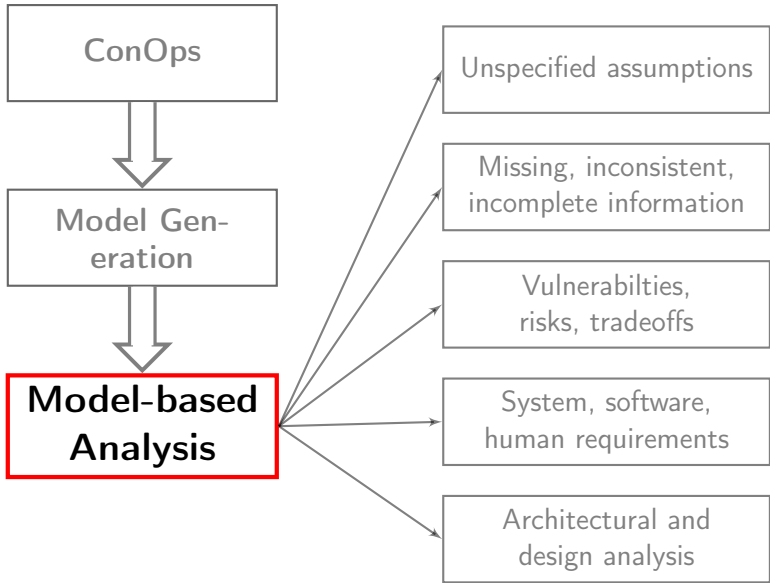 ConOps
Model Gen-
eration
Model-based
Analysis
Unspecified assumptions
Missing, inconsistent,
incomplete information
Vulnerabilties,
risks, tradeoffs
System, software,
human requirements
Architectural and
design analysis